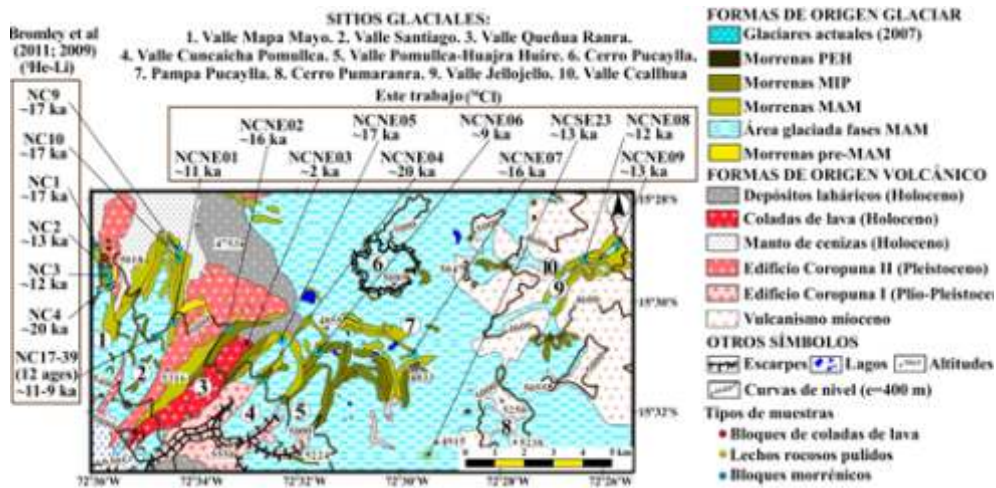 Bromley et al
(2011; 2009)
(³He-Li)
NC9
~17 ka
NC10
~17 ka
NC1
~17 ka
NC2
~13 ka
NC3
~12 ka
NC4
~20 ka
NC17-39
(12 ages)
~11-9 ka
SITIOS GLACIALES:
1. Valle Mapa Mayo. 2. Valle Santiago. 3. Valle Queñua Ranra.
4. Valle Cuncaicha Pomullca. 5. Valle Pomullca-Huajra Huire. 6. Cerro Pucaylla.
7. Pampa Pucaylla. 8. Cerro Pumaranra. 9. Valle Jellojello. 10. Valle Ccallhua
Este trabajo (³⁶Cl)
NCNE02
~16 ka
NCNE05
~17 ka
NCNE06
~9 ka
NCNE23
~13 ka
NCNE08
~12 ka
NCNE01
~11 ka
NCNE03
~2 ka
NCNE04
~20 ka
NCNE07
~16 ka
NCNE09
~13 ka
15°28'S
15°30'S
15°32'S
1
2
3
4
5
6
7
8
9
10
0 1 2 3 4 5 km
72°36'W 72°34'W 72°32'W 72°30'W 72°28'W 72°26'W
FORMAS DE ORIGEN GLACIAR
Glaciares actuales (2007)
Morrenas PEH
Morrenas MIP
Morrenas MAM
Área glaciada fases MAM
Morrenas pre-MAM
FORMAS DE ORIGEN VOLCÁNICO
Depósitos laháricos (Holoceno)
Coladas de lava (Holoceno)
Manto de cenizas (Holoceno)
Edificio Coropuna II (Pleistoceno)
Edificio Coropuna I (Plio-Pleistoce
Vulcanismo mioceno
OTROS SÍMBOLOS
Escarpes Lagos Altitudes
Curvas de nivel (e=400 m)
Tipos de muestras
Bloques de coladas de lava
Lechos rocosos pulidos
Bloques morrénicos